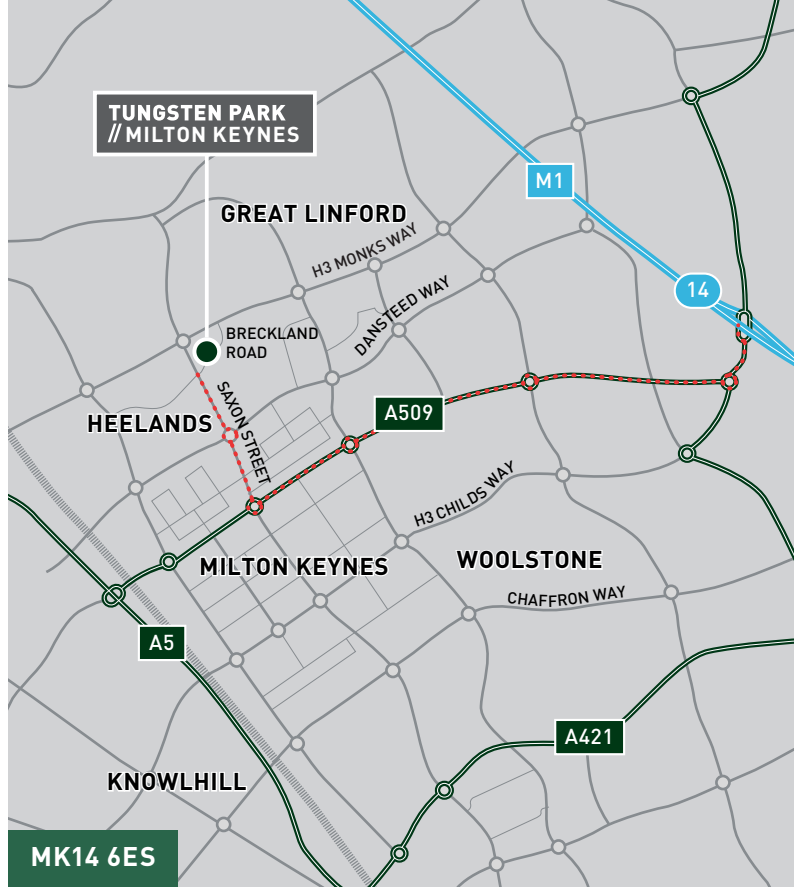 TUNGSTEN PARK
// MILTON KEYNES
M1
GREAT LINFORD
H3 MONKS WAY
14
DANSTEED WAY
BRECKLAND
ROAD
SAXON STREET
HEELANDS
A509
H3 CHILDS WAY
MILTON KEYNES
WOOLSTONE
CHAFFRON WAY
A5
A421
KNOWLHILL
MK14 6ES